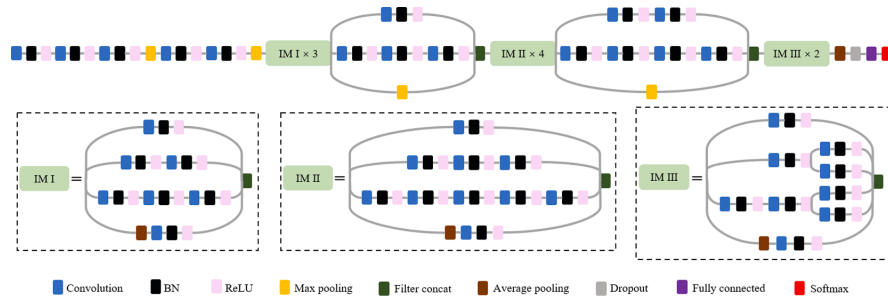 IM I × 3
IM II × 4
IM III × 2
IM I =
IM II =
IM III =
Convolution BN ReLU Max pooling Filter concat Average pooling Dropout Fully connected Softmax